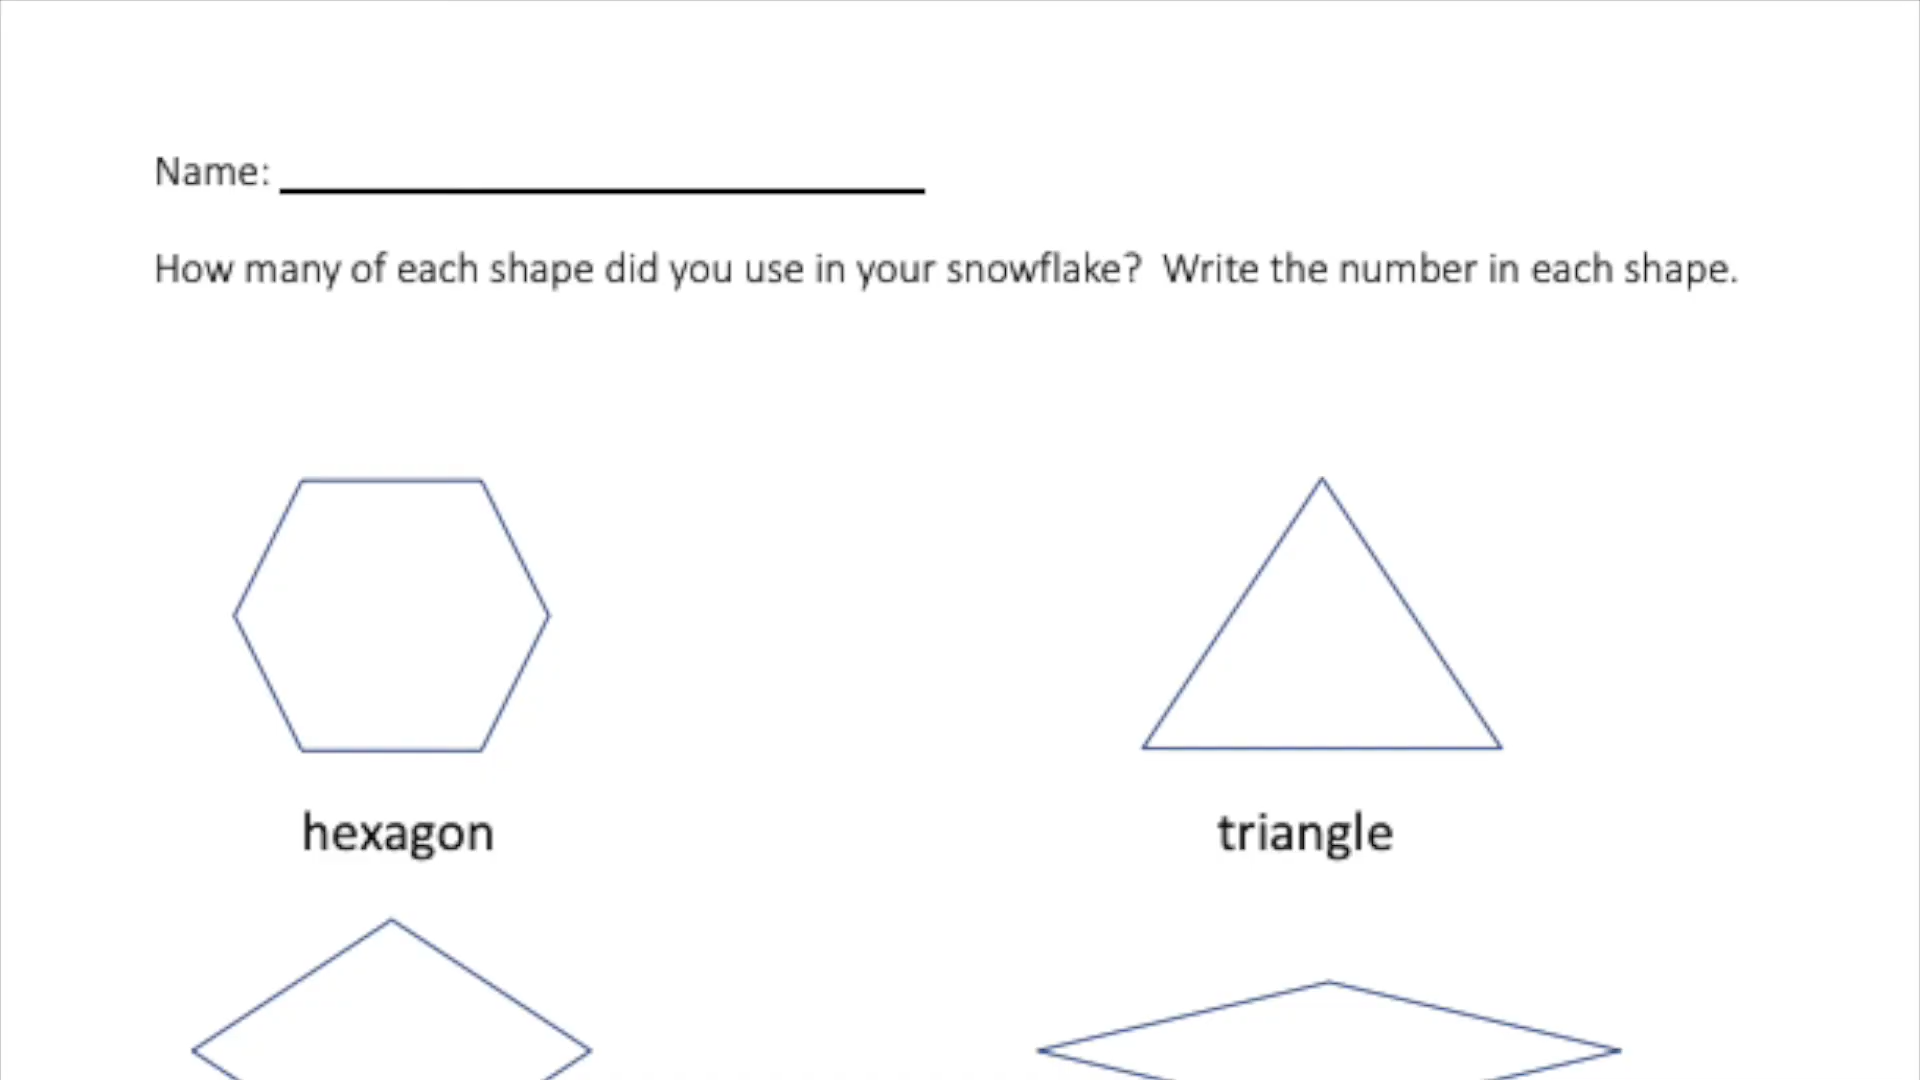 Name:
How many of each shape did you use in your snowflake?  Write the number in each shape.
hexagon
triangle